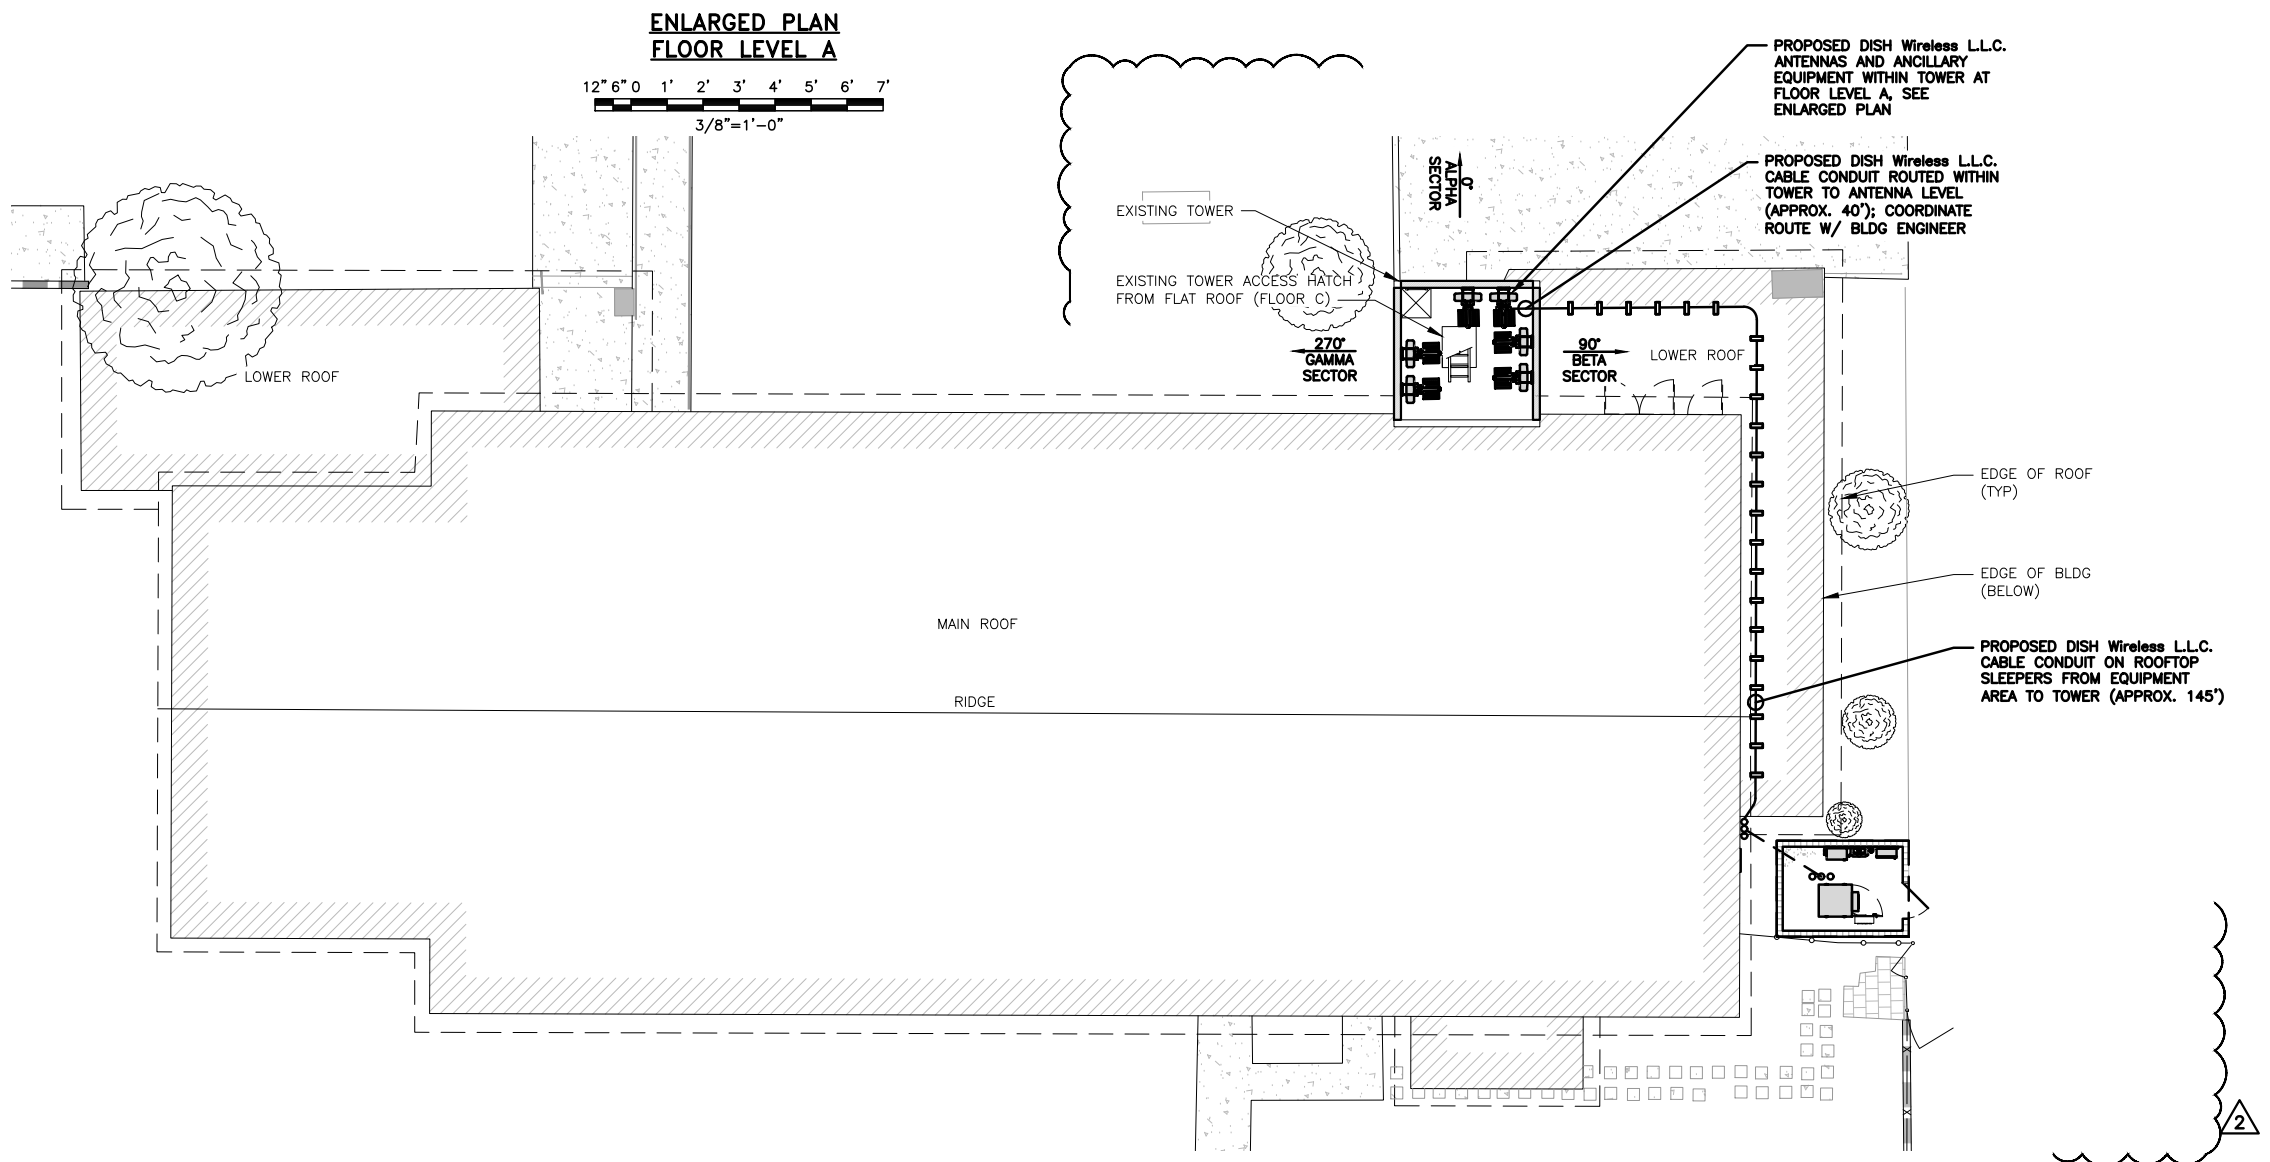 ENLARGED PLAN
FLOOR LEVEL A
12" 6" 0 1' 2' 3' 4' 5' 6' 7'
3/8"=1'-0"
PROPOSED DISH Wireless L.L.C.
ANTENNAS AND ANCILLARY
EQUIPMENT WITHIN TOWER AT
FLOOR LEVEL A, SEE
ENLARGED PLAN
PROPOSED DISH Wireless L.L.C.
CABLE CONDUIT ROUTED WITHIN
TOWER TO ANTENNA LEVEL
(APPROX. 40'); COORDINATE
ROUTE W/ BLDG ENGINEER
0°
ALPHA
SECTOR
EXISTING TOWER
EXISTING TOWER ACCESS HATCH
FROM FLAT ROOF (FLOOR C)
270°
GAMMA
SECTOR
90°
BETA
SECTOR
LOWER ROOF
LOWER ROOF
EDGE OF ROOF
(TYP)
EDGE OF BLDG
(BELOW)
MAIN ROOF
PROPOSED DISH Wireless L.L.C.
CABLE CONDUIT ON ROOFTOP
SLEEPERS FROM EQUIPMENT
AREA TO TOWER (APPROX. 145')
RIDGE
2